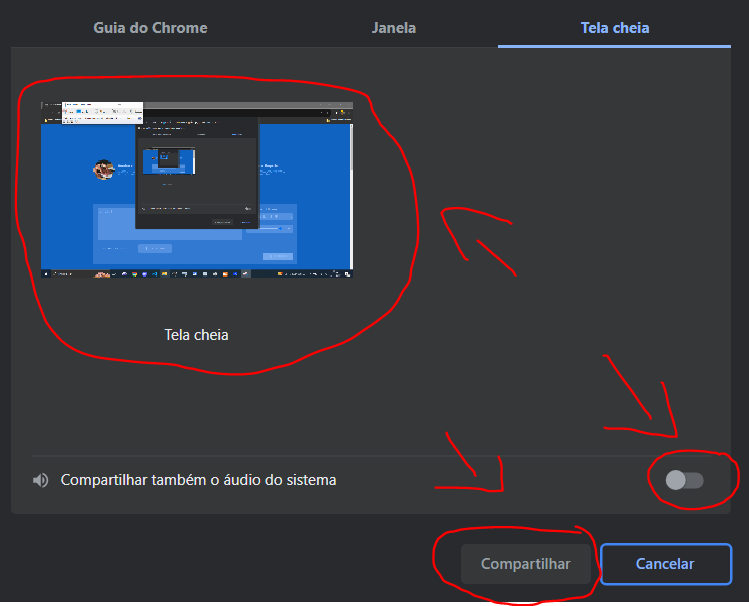 Guia do Chrome
Janela
Tela cheia
Tela cheia
Compartilhar também o áudio do sistema
Compartilhar
Cancelar